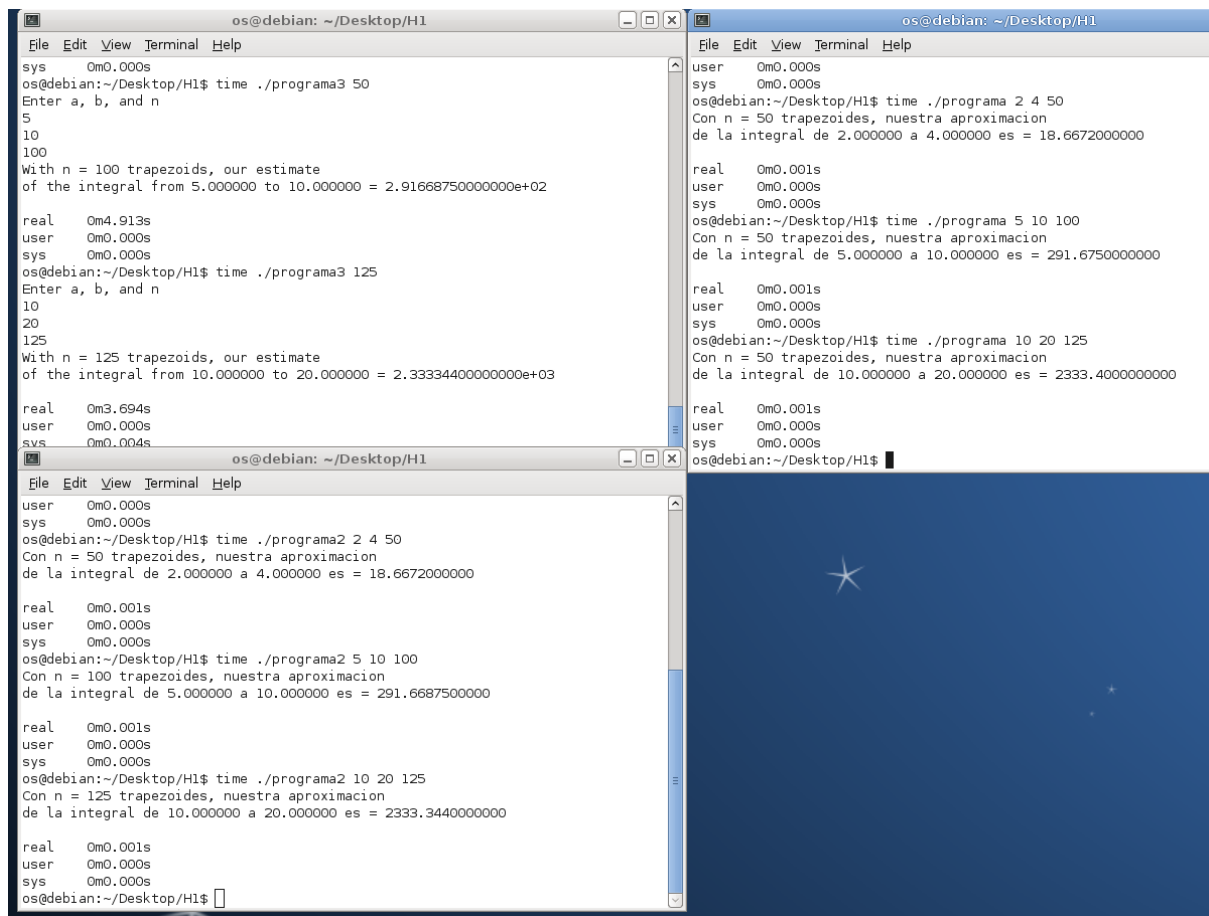 os@debian: ~/Desktop/H1
File Edit View Terminal Help
sys 0m0.000s
os@debian:~/Desktop/H1$ time ./programa3 50
Enter a, b, and n
5
10
100
With n = 100 trapezoids, our estimate
of the integral from 5.000000 to 10.000000 = 2.91668750000000e+02
real 0m4.913s
user 0m0.000s
sys 0m0.000s
os@debian:~/Desktop/H1$ time ./programa3 125
Enter a, b, and n
10
20
125
With n = 125 trapezoids, our estimate
of the integral from 10.000000 to 20.000000 = 2.33334400000000e+03
real 0m3.694s
user 0m0.000s
sys 0m0.004s
os@debian: ~/Desktop/H1
File Edit View Terminal Help
user 0m0.000s
sys 0m0.000s
os@debian:~/Desktop/H1$ time ./programa 2 4 50
Con n = 50 trapezoides, nuestra aproximacion
de la integral de 2.000000 a 4.000000 es = 18.6672000000
real 0m0.001s
user 0m0.000s
sys 0m0.000s
os@debian:~/Desktop/H1$ time ./programa 5 10 100
Con n = 50 trapezoides, nuestra aproximacion
de la integral de 5.000000 a 10.000000 es = 291.6750000000
real 0m0.001s
user 0m0.000s
sys 0m0.000s
os@debian:~/Desktop/H1$ time ./programa 10 20 125
Con n = 50 trapezoides, nuestra aproximacion
de la integral de 10.000000 a 20.000000 es = 2333.4000000000
real 0m0.001s
user 0m0.000s
sys 0m0.000s
os@debian:~/Desktop/H1$
os@debian: ~/Desktop/H1
File Edit View Terminal Help
user 0m0.000s
sys 0m0.000s
os@debian:~/Desktop/H1$ time ./programa2 2 4 50
Con n = 50 trapezoides, nuestra aproximacion
de la integral de 2.000000 a 4.000000 es = 18.6672000000
real 0m0.001s
user 0m0.000s
sys 0m0.000s
os@debian:~/Desktop/H1$ time ./programa2 5 10 100
Con n = 100 trapezoides, nuestra aproximacion
de la integral de 5.000000 a 10.000000 es = 291.6687500000
real 0m0.001s
user 0m0.000s
sys 0m0.000s
os@debian:~/Desktop/H1$ time ./programa2 10 20 125
Con n = 125 trapezoides, nuestra aproximacion
de la integral de 10.000000 a 20.000000 es = 2333.3440000000
real 0m0.001s
user 0m0.000s
sys 0m0.000s
os@debian:~/Desktop/H1$